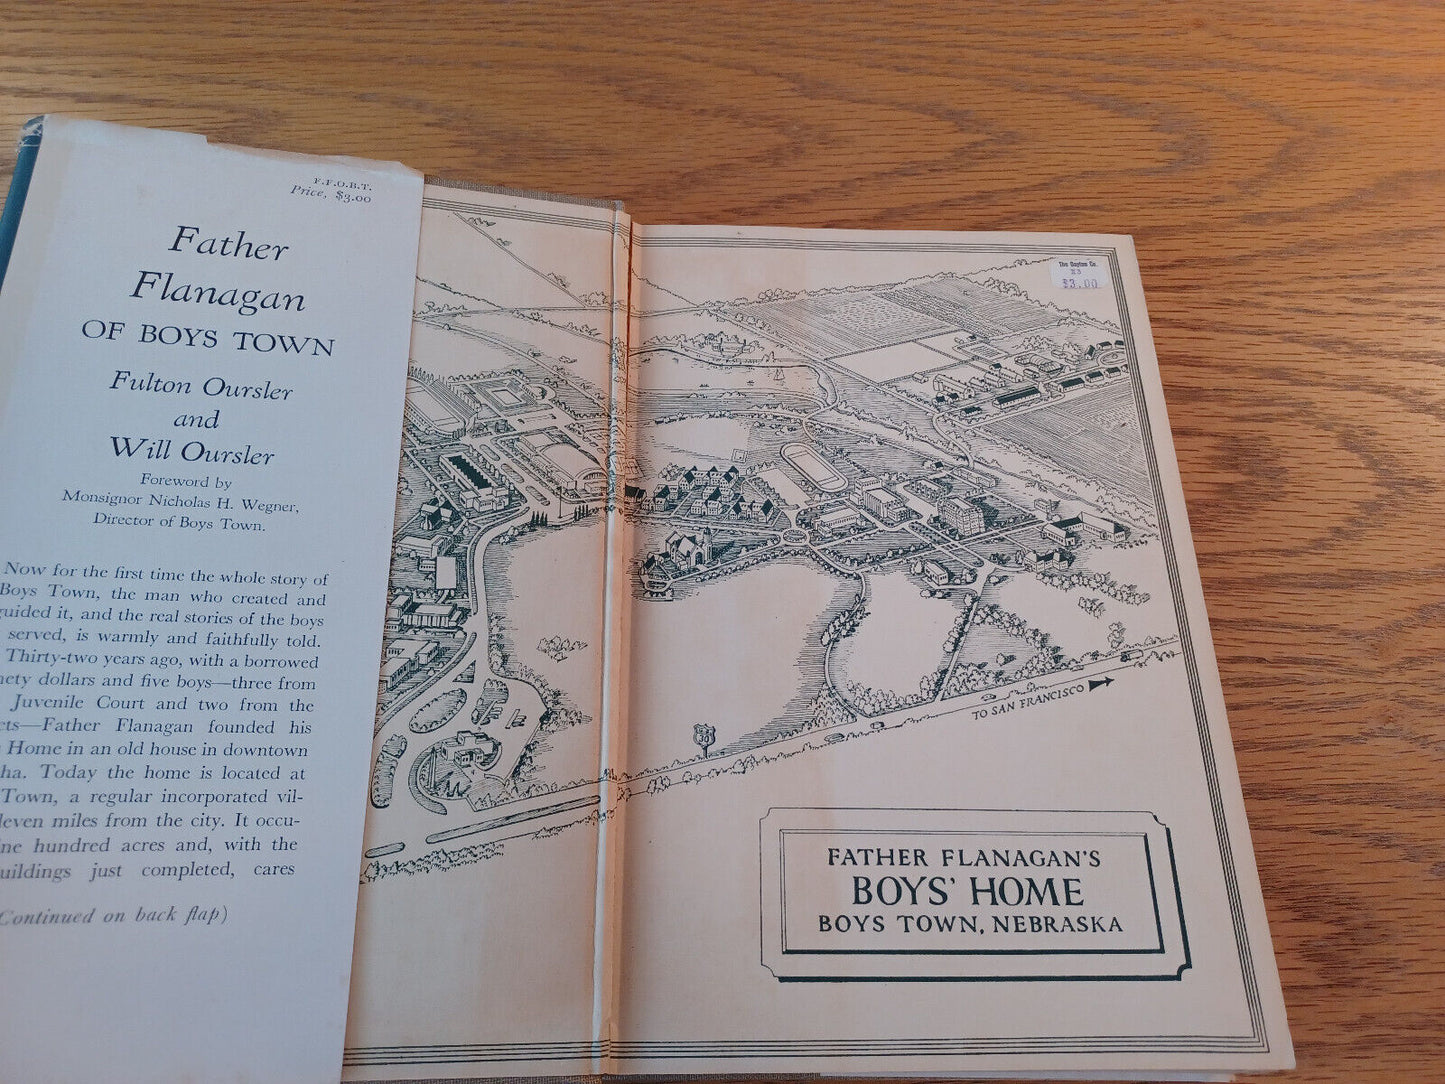 F.F.O.B.T.
Price, $3.00
Father
Flanagan
OF BOYS TOWN
Fulton Oursler
and
Will Oursler
Foreword by
Monsignor Nicholas H. Wegner,
Director of Boys Town.
Now for the first time the whole story of
Boys Town, the man who created and
guided it, and the real stories of the boys
served, is warmly and faithfully told.
Thirty-two years ago, with a borrowed
dollars and five boys—three from
Juvenile Court and two from the
Father Flanagan founded his
Home in an old house in downtown
Today the home is located at
Town, a regular incorporated vil-
miles from the city. It occu-
hundred acres and, with the
just completed, cares
(Continued on back flap)
The Dayton Co.
$3.00
30
TO SAN FRANCISCO
FATHER FLANAGAN'S
BOYS' HOME
BOYS TOWN, NEBRASKA